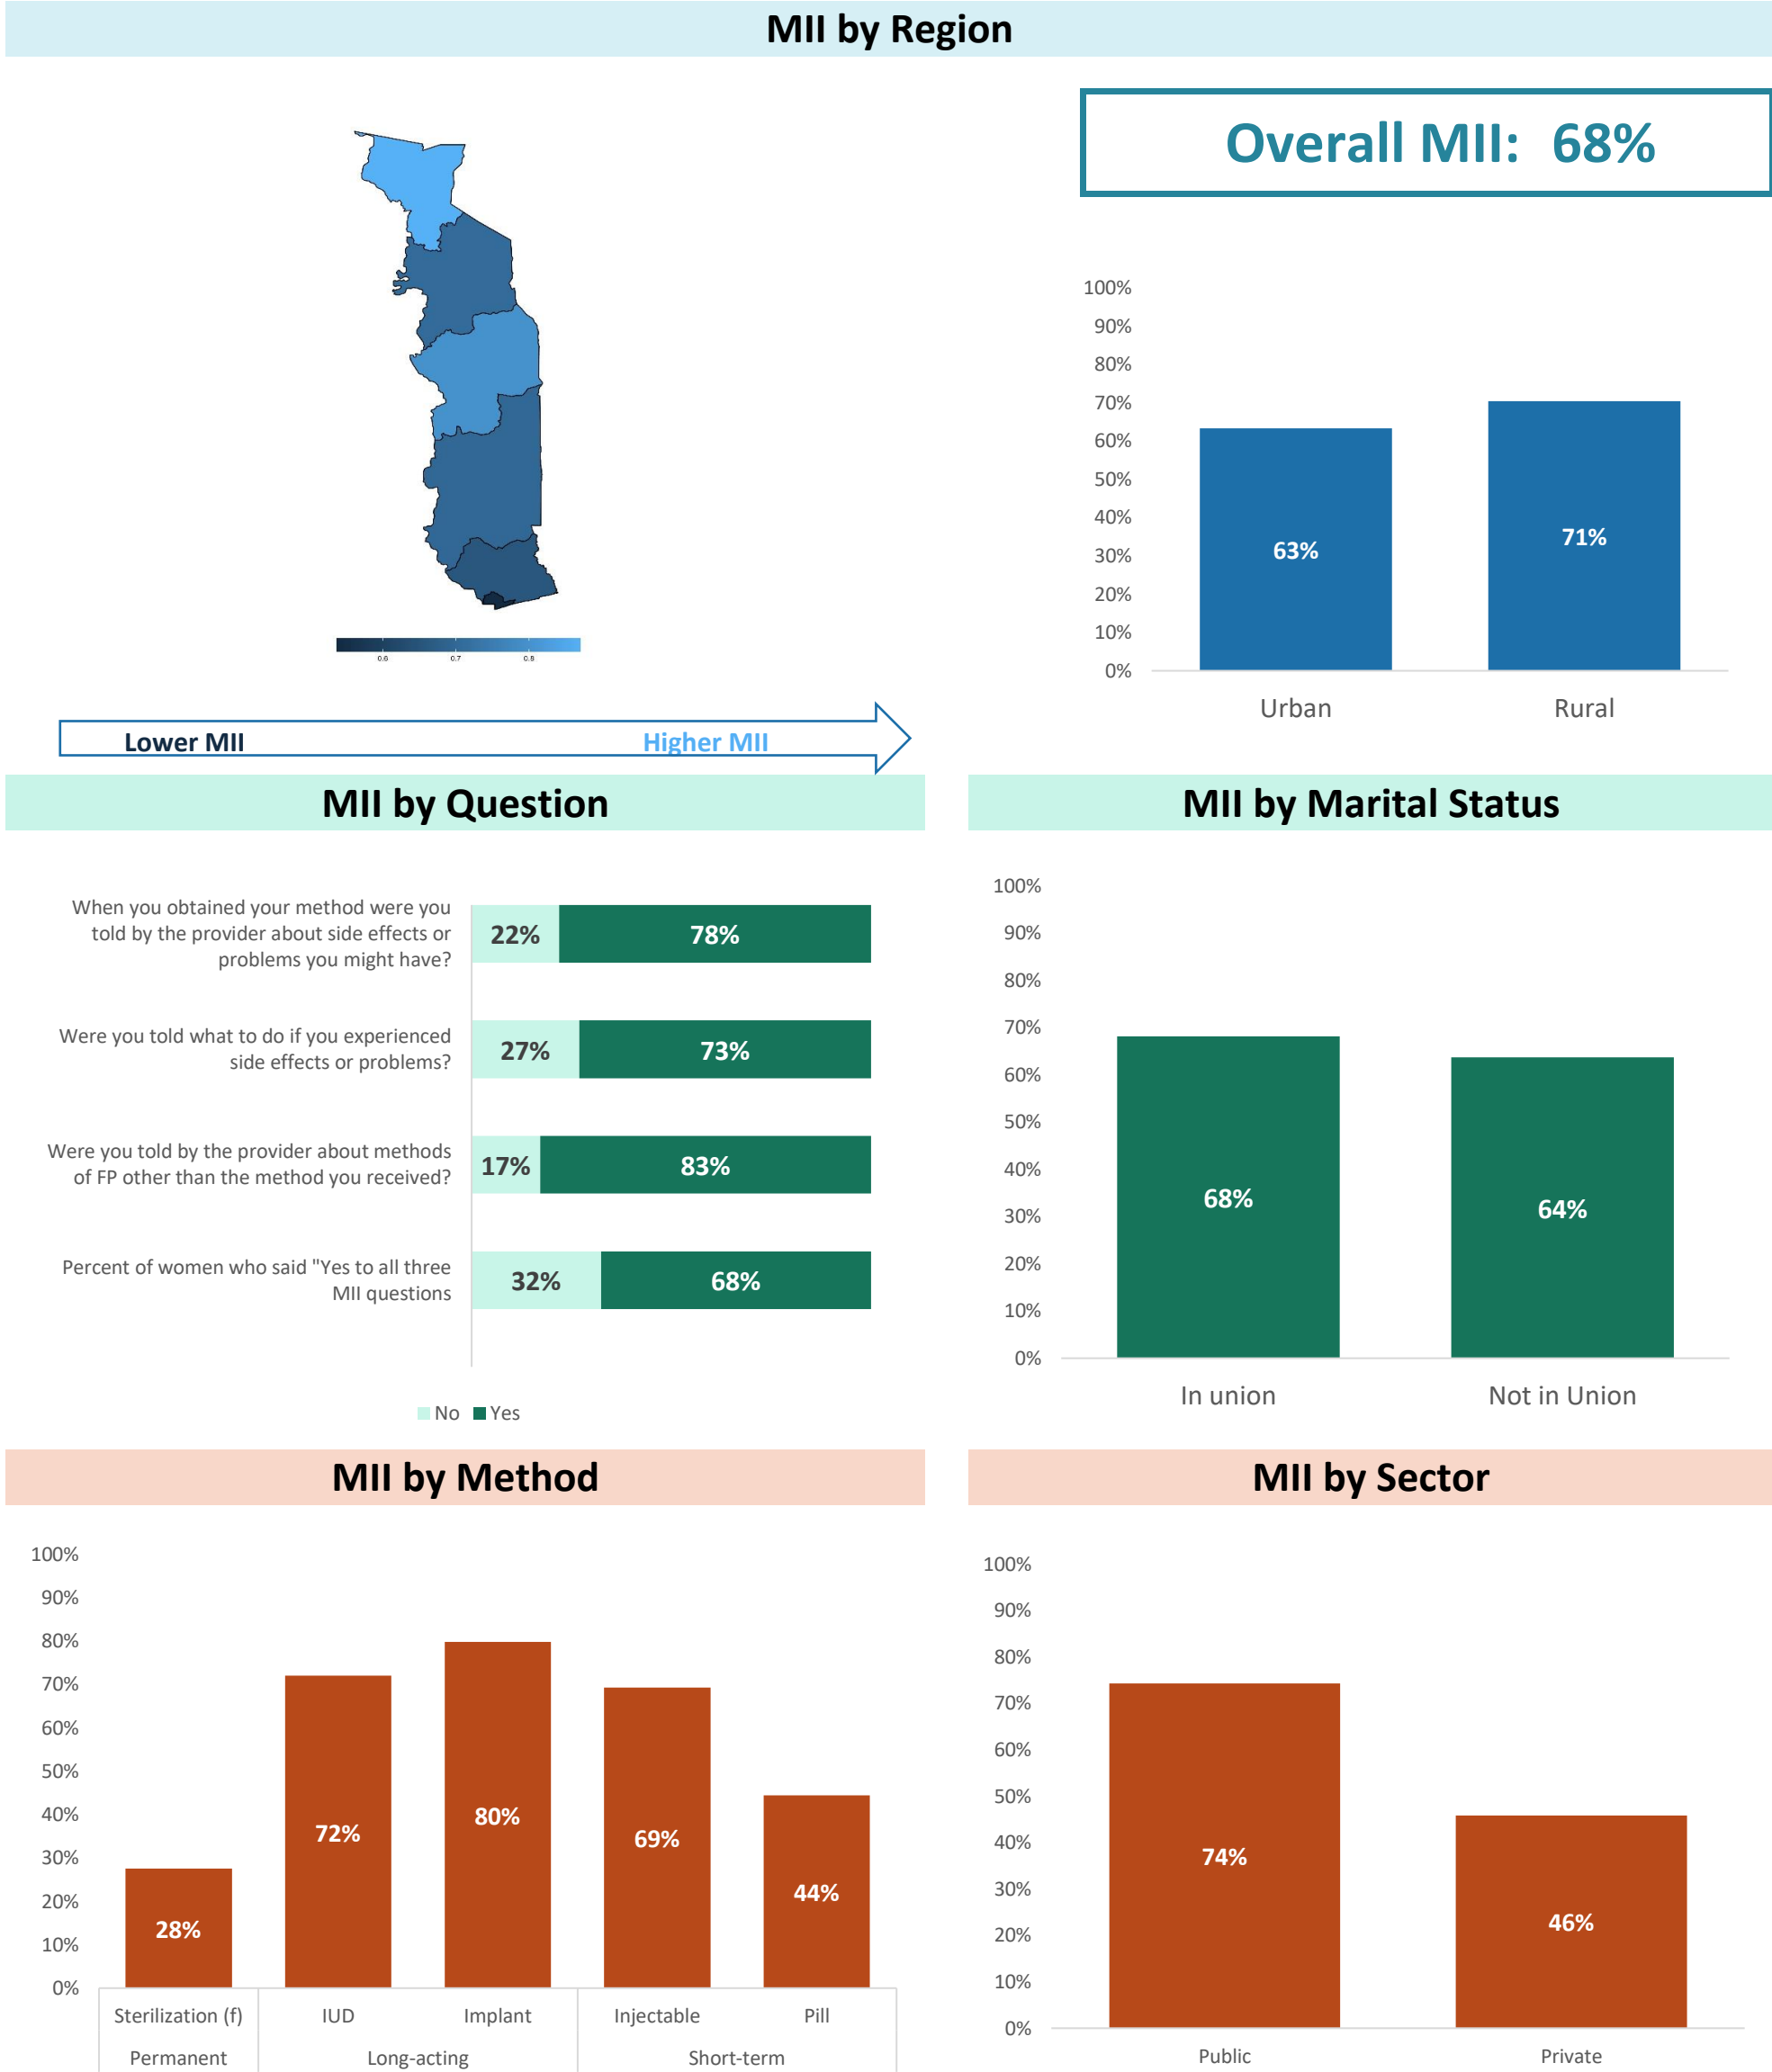 MII by Region
Overall MII: 68%
0.6 0.7 0.8
Lower MII Higher MII
100%
90%
80%
70%
60%
50%
40%
30%
20%
10%
0%
63%
71%
Urban Rural
MII by Question
When you obtained your method were you
told by the provider about side effects or
problems you might have?
22% 78%
Were you told what to do if you experienced
side effects or problems?
27% 73%
Were you told by the provider about methods
of FP other than the method you received?
17% 83%
Percent of women who said "Yes to all three
MII questions
32% 68%
No Yes
MII by Marital Status
100%
90%
80%
70%
60%
50%
40%
30%
20%
10%
0%
68%
64%
In union Not in Union
MII by Method
100%
90%
80%
70%
60%
50%
40%
30%
20%
10%
0%
28%
72%
80%
69%
44%
Sterilization (f) IUD Implant Injectable Pill
Permanent Long-acting Short-term
MII by Sector
100%
90%
80%
70%
60%
50%
40%
30%
20%
10%
0%
74%
46%
Public Private